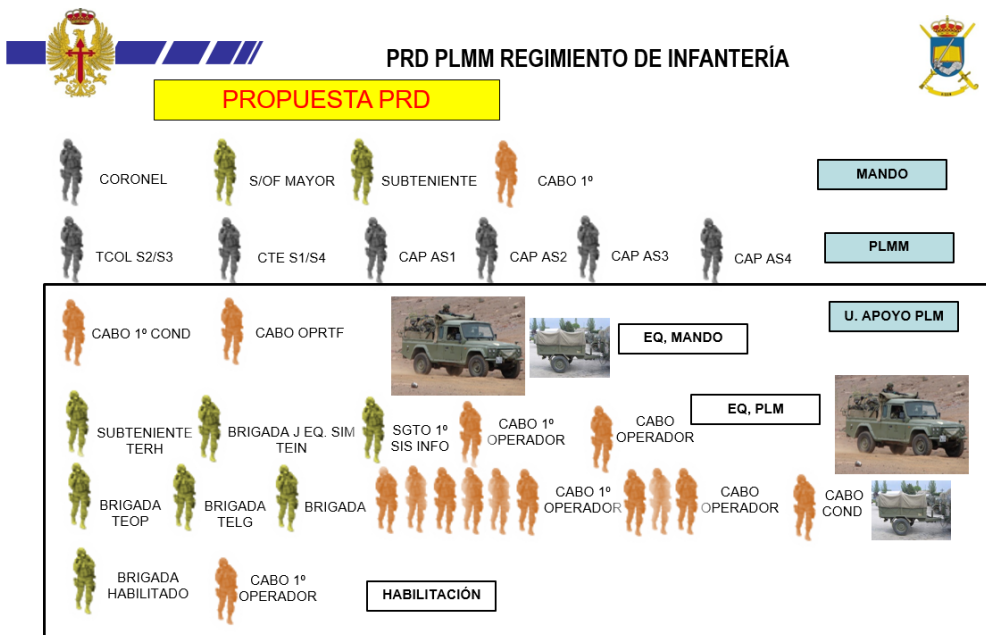 PRD PLMM REGIMIENTO DE INFANTERÍA
PROPUESTA PRD
CORONEL
S/OF MAYOR
SUBTENIENTE
CABO 1º
MANDO
TCOL S2/S3
CTE S1/S4
CAP AS1
CAP AS2
CAP AS3
CAP AS4
PLMM
CABO 1º COND
CABO OPRTF
EQ, MANDO
U. APOYO PLM
SUBTENIENTE
TERH
BRIGADA J EQ. SIM
TEIN
SGTO 1º
SIS INFO
CABO 1º
OPERADOR
CABO
OPERADOR
EQ, PLM
BRIGADA
TEOP
BRIGADA
TELG
BRIGADA
CABO 1º
OPERADOR
CABO
OPERADOR
CABO
COND
BRIGADA
HABILITADO
CABO 1º
OPERADOR
HABILITACIÓN